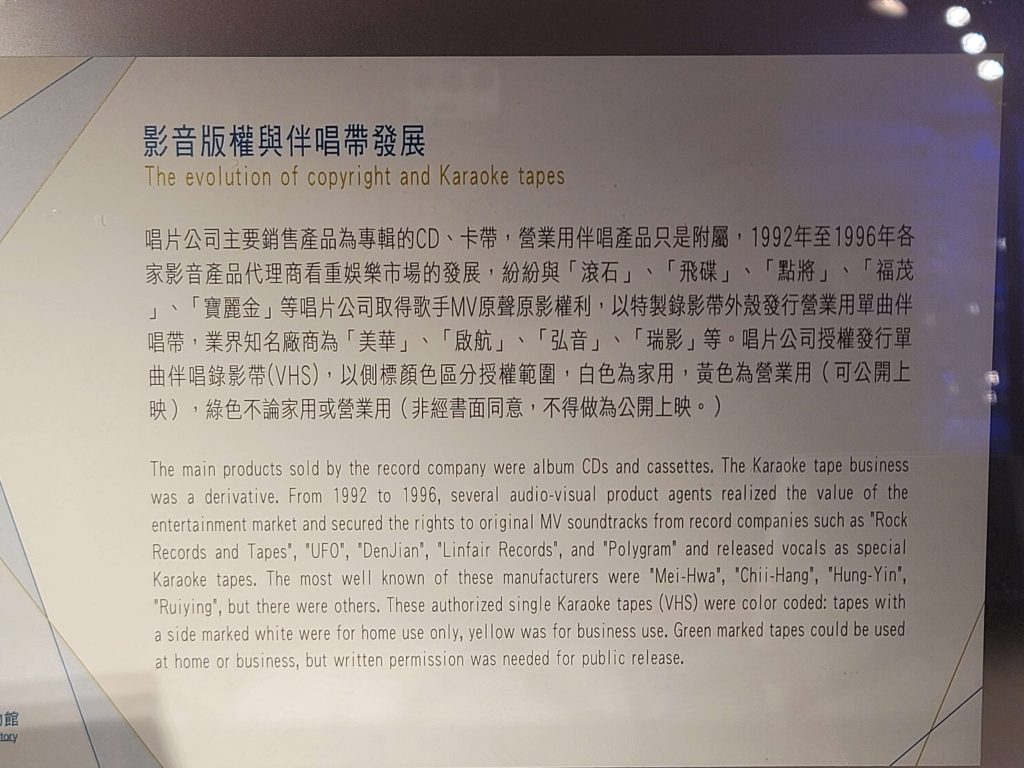 影音版權與伴唱帶發展
The evolution of copyright and Karaoke tapes
唱片公司主要銷售產品為專輯的CD、卡帶，營業用伴唱產品只是附屬，1992年至1996年各
家影音產品代理商看重娛樂市場的發展，紛紛與「滾石」、「飛碟」、「點將」、「福茂
」、「寶麗金」等唱片公司取得歌手MV原聲原影權利，以特製錄影帶外殼發行營業用單曲伴
唱帶，業界知名廠商為「美華」、「啟航」、「弘音」、「瑞影」等。唱片公司授權發行單
曲伴唱錄影帶(VHS)，以側標顏色區分授權範圍，白色為家用，黃色為營業用（可公開上
映），綠色不論家用或營業用（非經書面同意，不得做為公開上映。）
The main products sold by the record company were album CDs and cassettes. The Karaoke tape business
was a derivative. From 1992 to 1996, several audio-visual product agents realized the value of the
entertainment market and secured the rights to original MV soundtracks from record companies such as "Rock
Records and Tapes", "UFO", "DenJian", "Linfair Records", and "Polygram" and released vocals as special
Karaoke tapes. The most well known of these manufacturers were "Mei-Hwa", "Chii-Hang", "Hung-Yin",
"Ruiying", but there were others. These authorized single Karaoke tapes (VHS) were color coded: tapes with
a side marked white were for home use only, yellow was for business use. Green marked tapes could be used
at home or business, but written permission was needed for public release.
館
tory